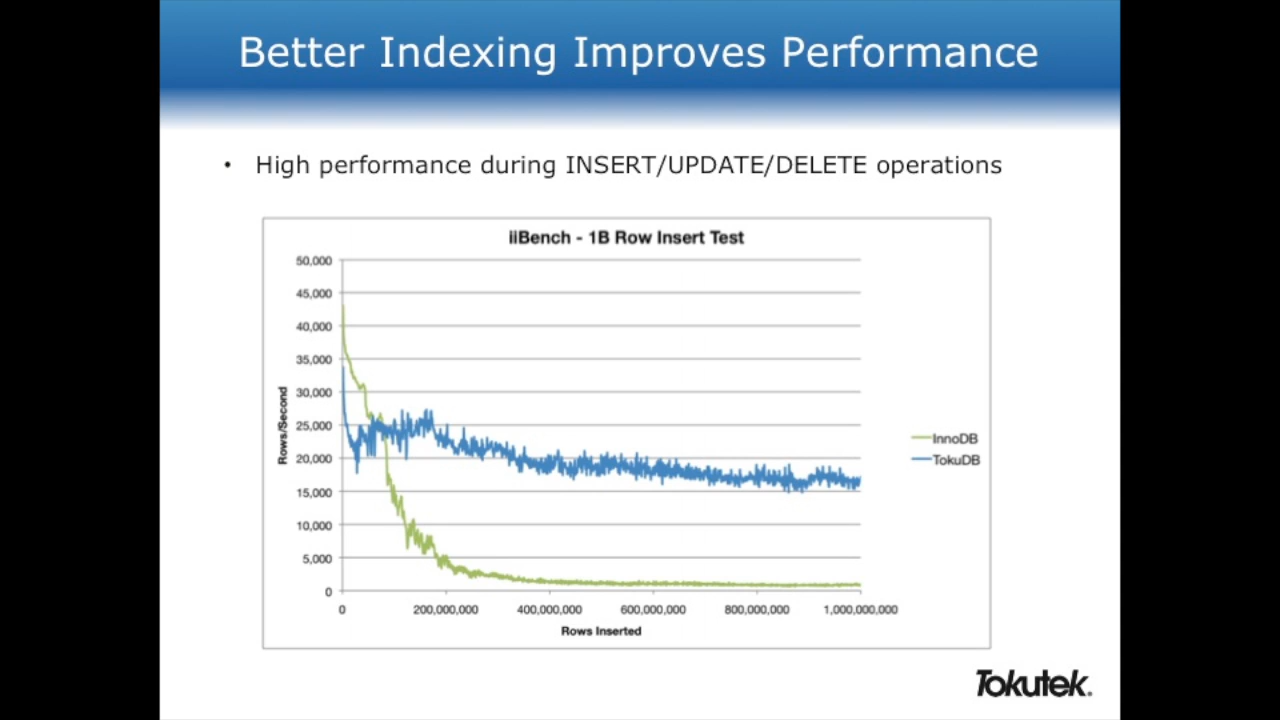 Better Indexing Improves Performance
• High performance during INSERT/UPDATE/DELETE operations
iiBench - 1B Row Insert Test
50,000
45,000
40,000
35,000
30,000
25,000
20,000
15,000
10,000
5,000
0
Rows/Second
InnoDB
TokuDB
0 200,000,000 400,000,000 600,000,000 800,000,000 1,000,000,000
Rows Inserted
Tokutek®